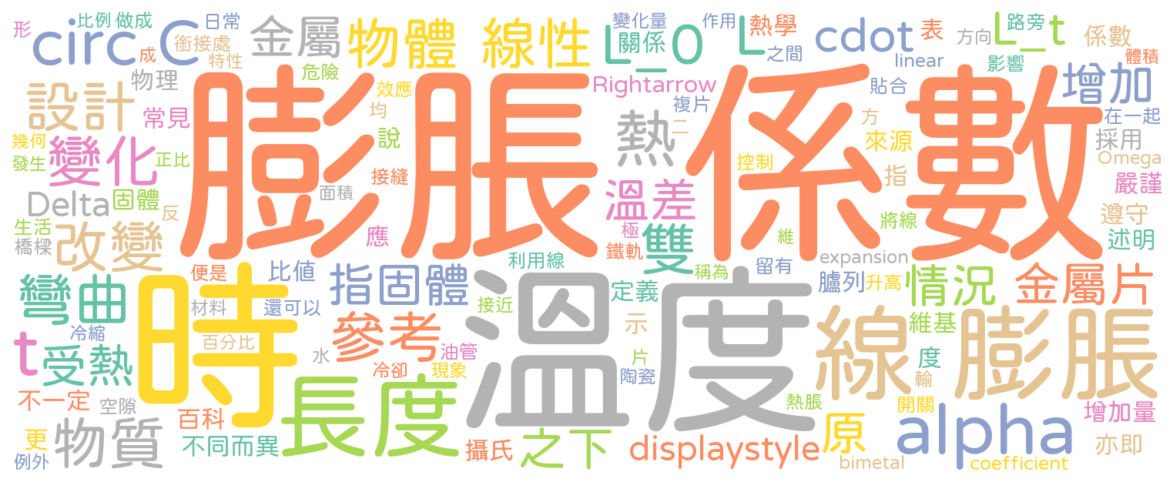 形 比例 做成 日常 變化量 作用 熱學 方向 L_t 路旁 係數
circ C 金屬 物體 線性 L_0 關係 L 之間 cdot 表 linear 影響 體積
成 銜接處 特性 危險 效應 Rightarrow 貼合 增加
設計 物理 常見 均 說 熱 複片 二 方 來源 在一起 採用
幾何 發生 變化 正比 膨脹 係數 控制 指 Omega 嚴謹
Delta 固體 反 面積 接縫 溫差 極 維 將線 遵守
生活 橋樑 改變 應 鐵軌 雙 述明
便是 比值 指固體 利用線 稱為 留有 expansion 臚列 升高 情況 金屬片
彎曲 冷縮 材料 還可以 接近 定義 示 維基
t 受熱 百分比 時 參考 油管 溫度 片 度 線 膨脹
不一定 空隙 水 冷卻 現象 陶瓷 熱脹 輸 開關 增加量
更 百科 長度 原 alpha
例外 物質 不同而異 攝氏 之下 displaystyle bimetal coefficient 亦即